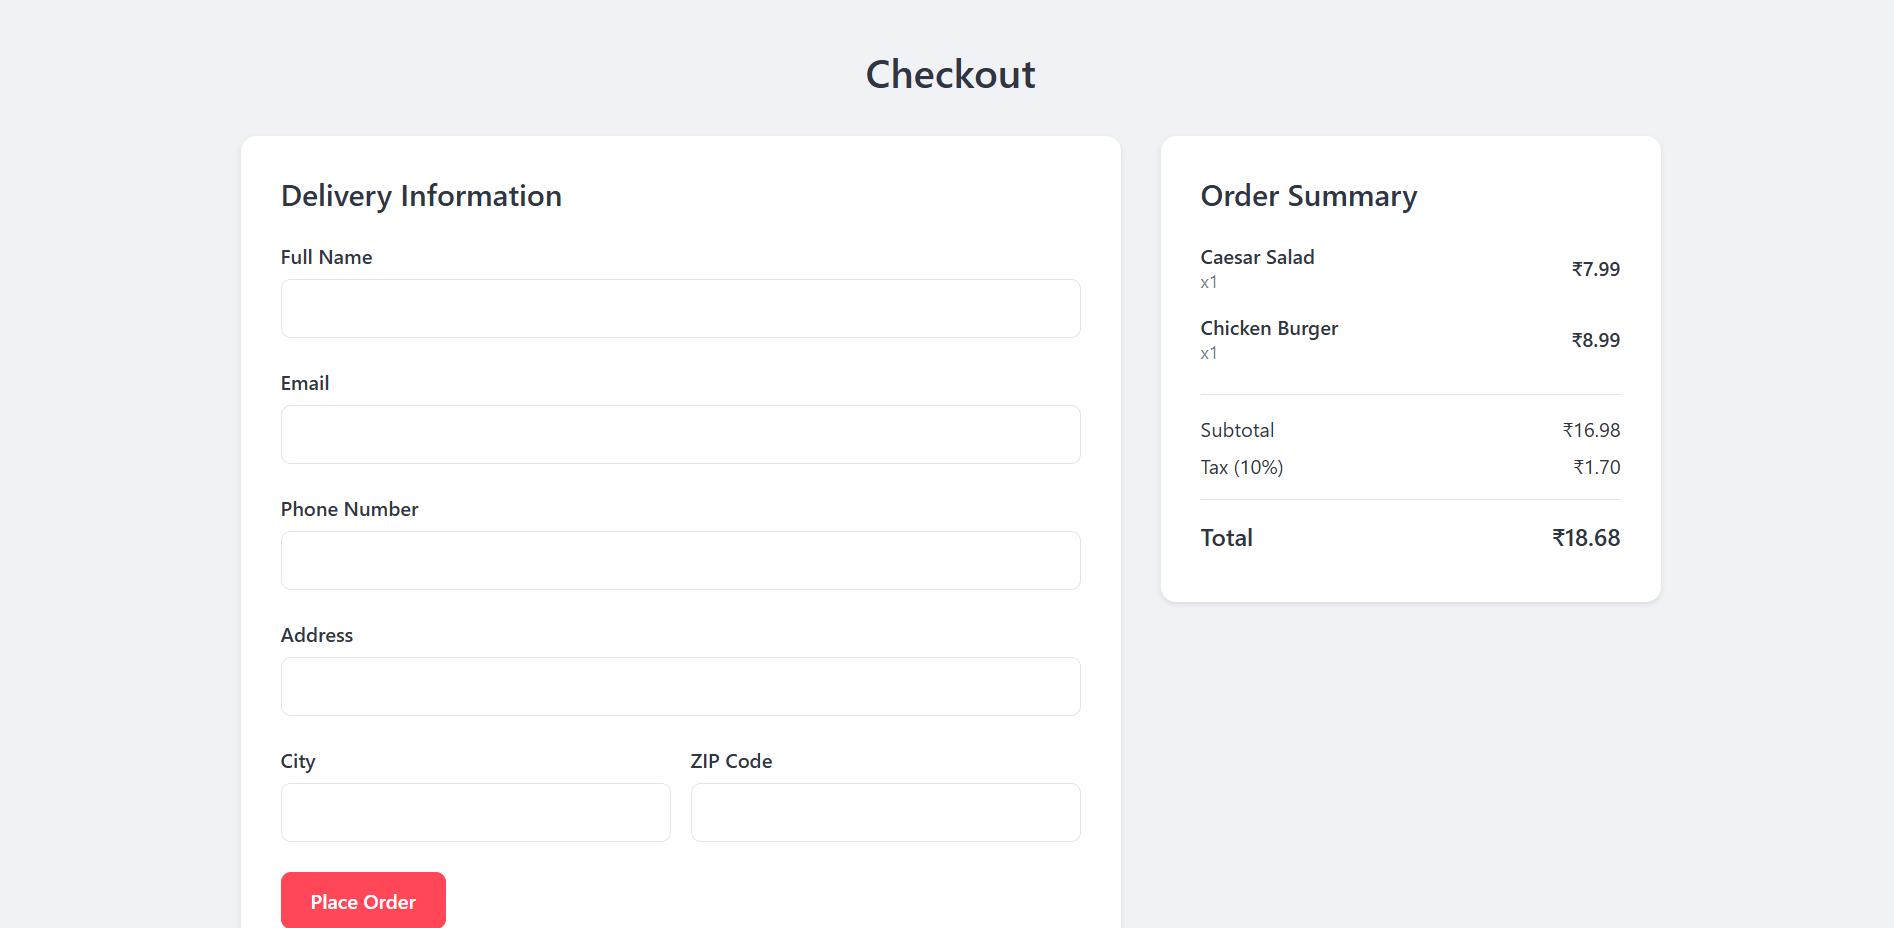 Checkout
Delivery Information
Full Name
Email
Phone Number
Address
City
ZIP Code
Place Order
Order Summary
Caesar Salad
x1
₹7.99
Chicken Burger
x1
₹8.99
Subtotal ₹16.98
Tax (10%) ₹1.70
Total ₹18.68